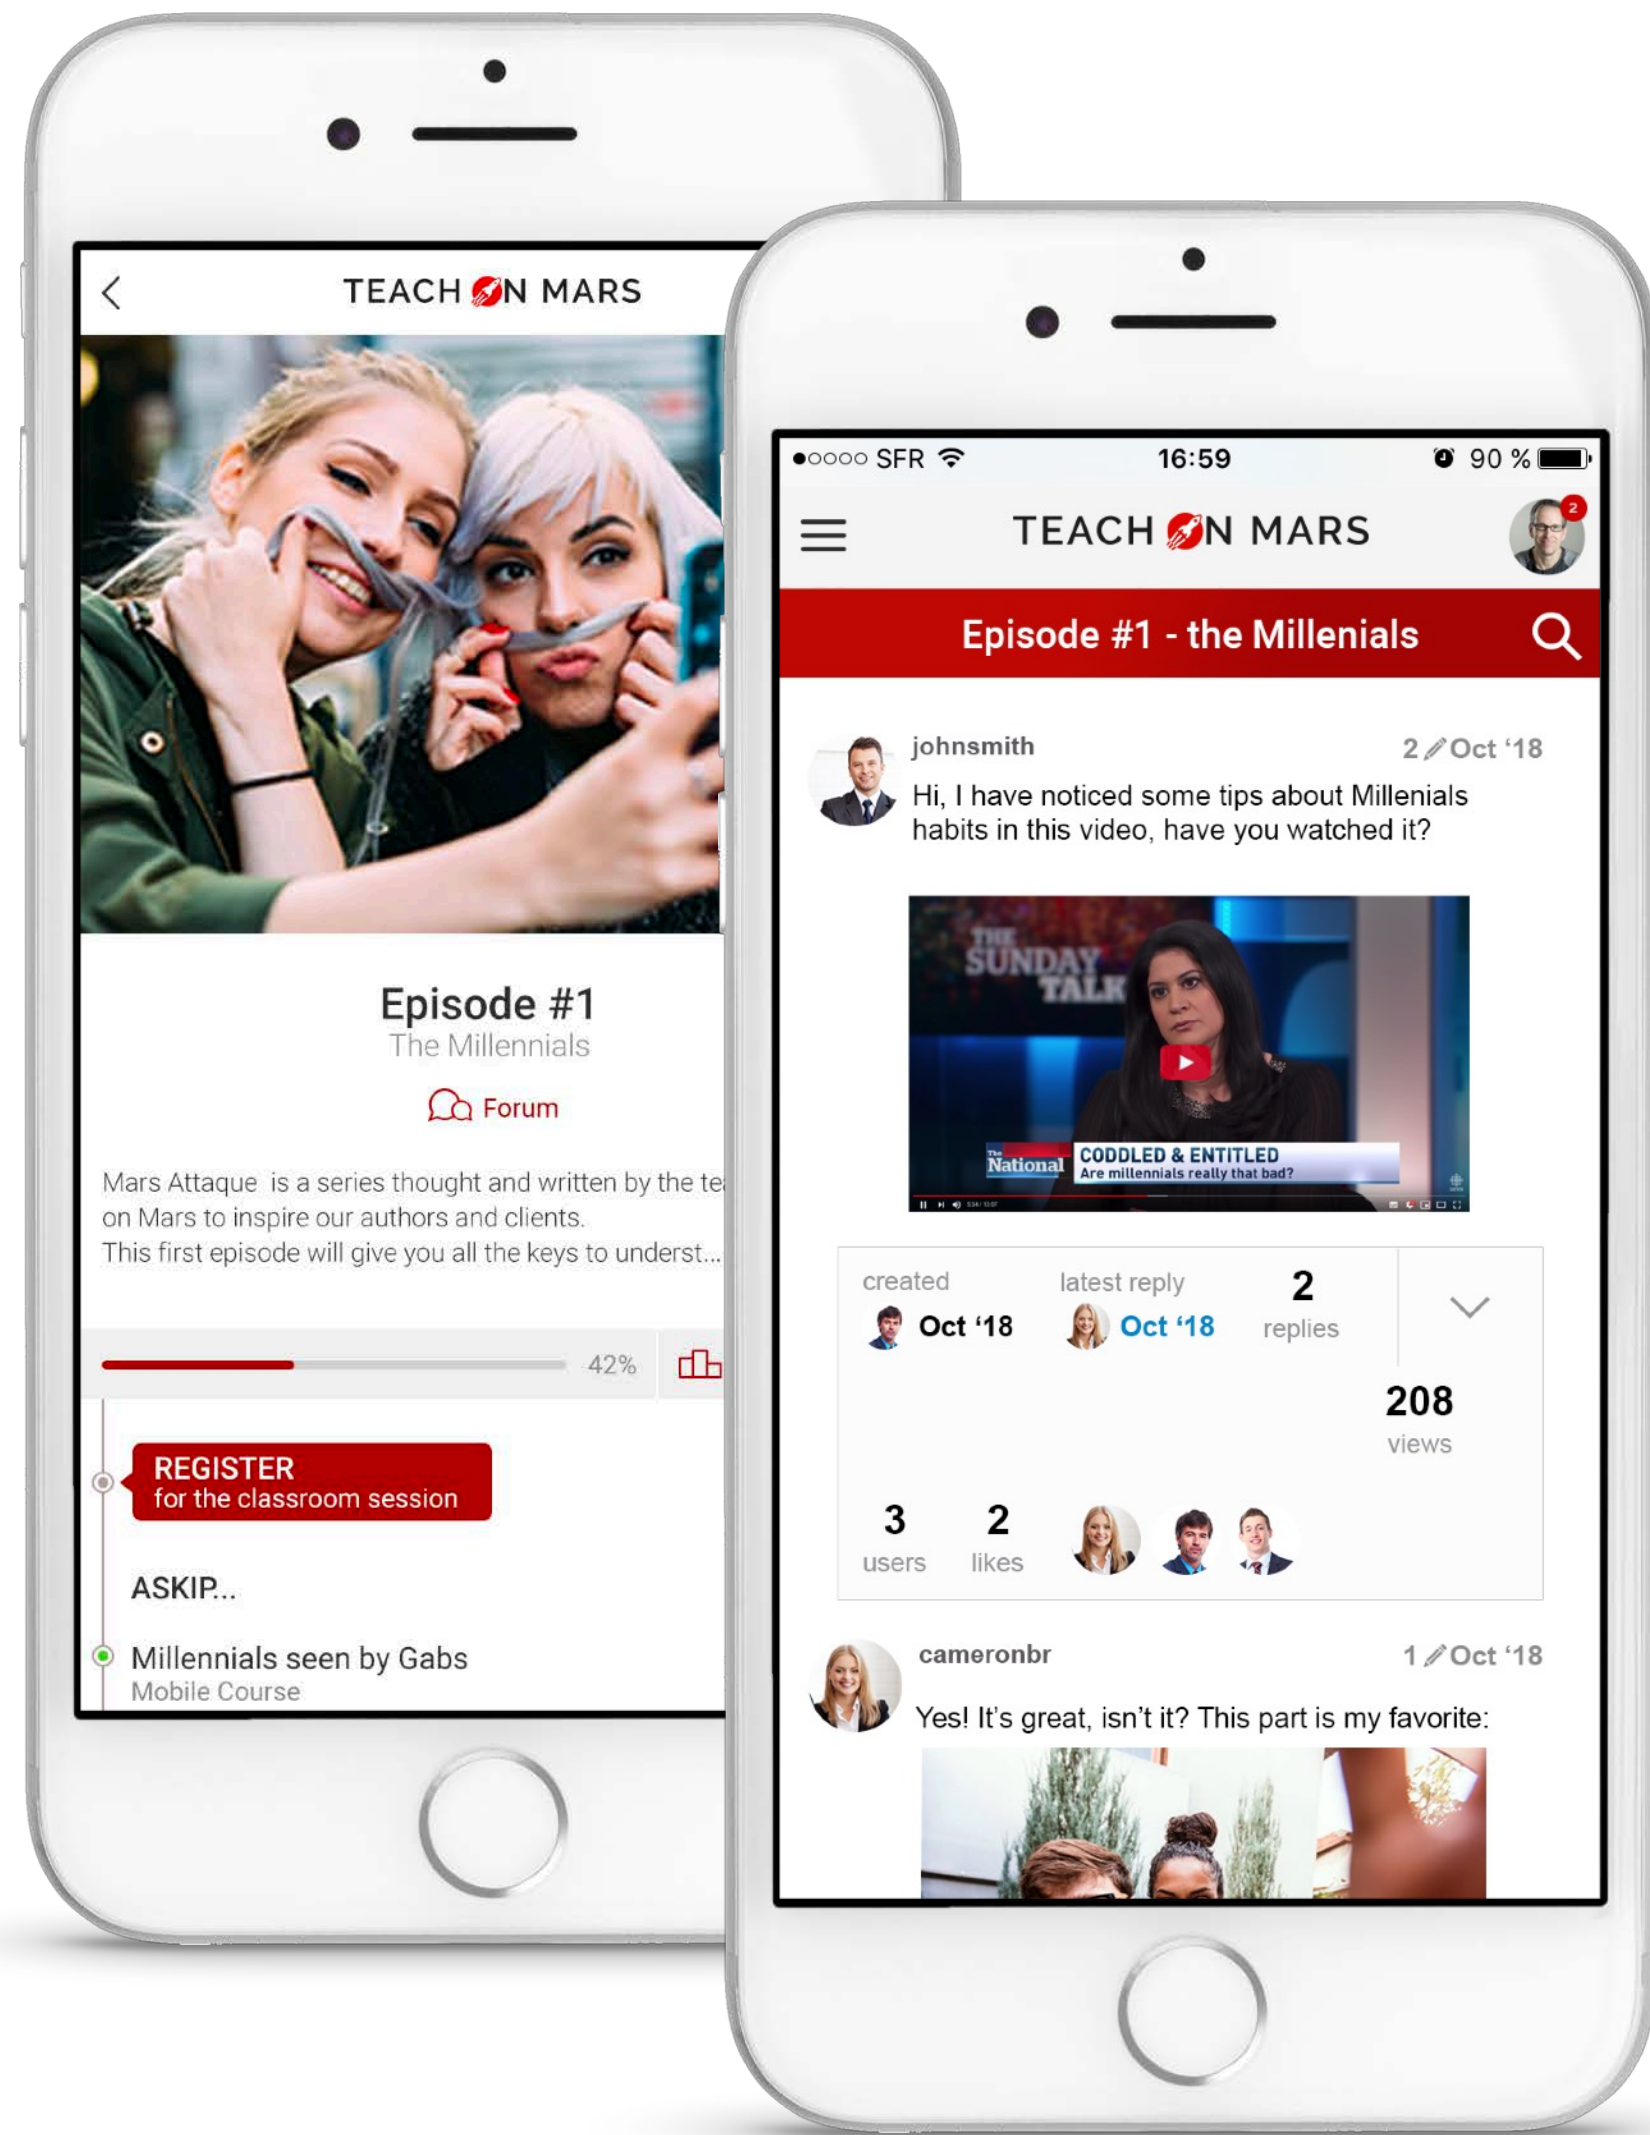 TEACH ON MARS
Episode #1
The Millennials
Forum
Mars Attaque is a series thought and written by the
on Mars to inspire our authors and clients.
This first episode will give you all the keys to underst...
42%
REGISTER
for the classroom session
ASKIP...
Millennials seen by Gabs
Mobile Course
SFR 16:59 90 %
TEACH ON MARS
2
Episode #1 - the Millenials
johnsmith 2 Oct ‘18
Hi, I have noticed some tips about Millenials
habits in this video, have you watched it?
THE
SUNDAY
TALK
The
National
CODDLED & ENTITLED
Are millennials really that bad?
created latest reply 2
Oct ‘18 Oct ‘18 replies
208
views
3 2
users likes
cameronbr 1 Oct ‘18
Yes! It’s great, isn’t it? This part is my favorite: